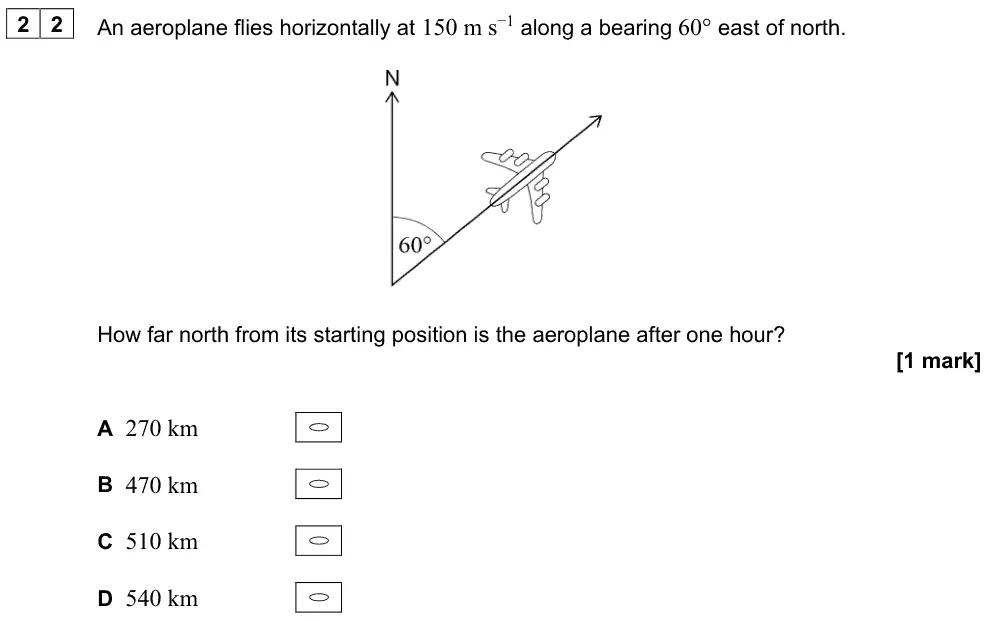 2 2 An aeroplane flies horizontally at 150 m s⁻¹ along a bearing 60° east of north.
N
60°
How far north from its starting position is the aeroplane after one hour?
[1 mark]
A 270 km
B 470 km
C 510 km
D 540 km